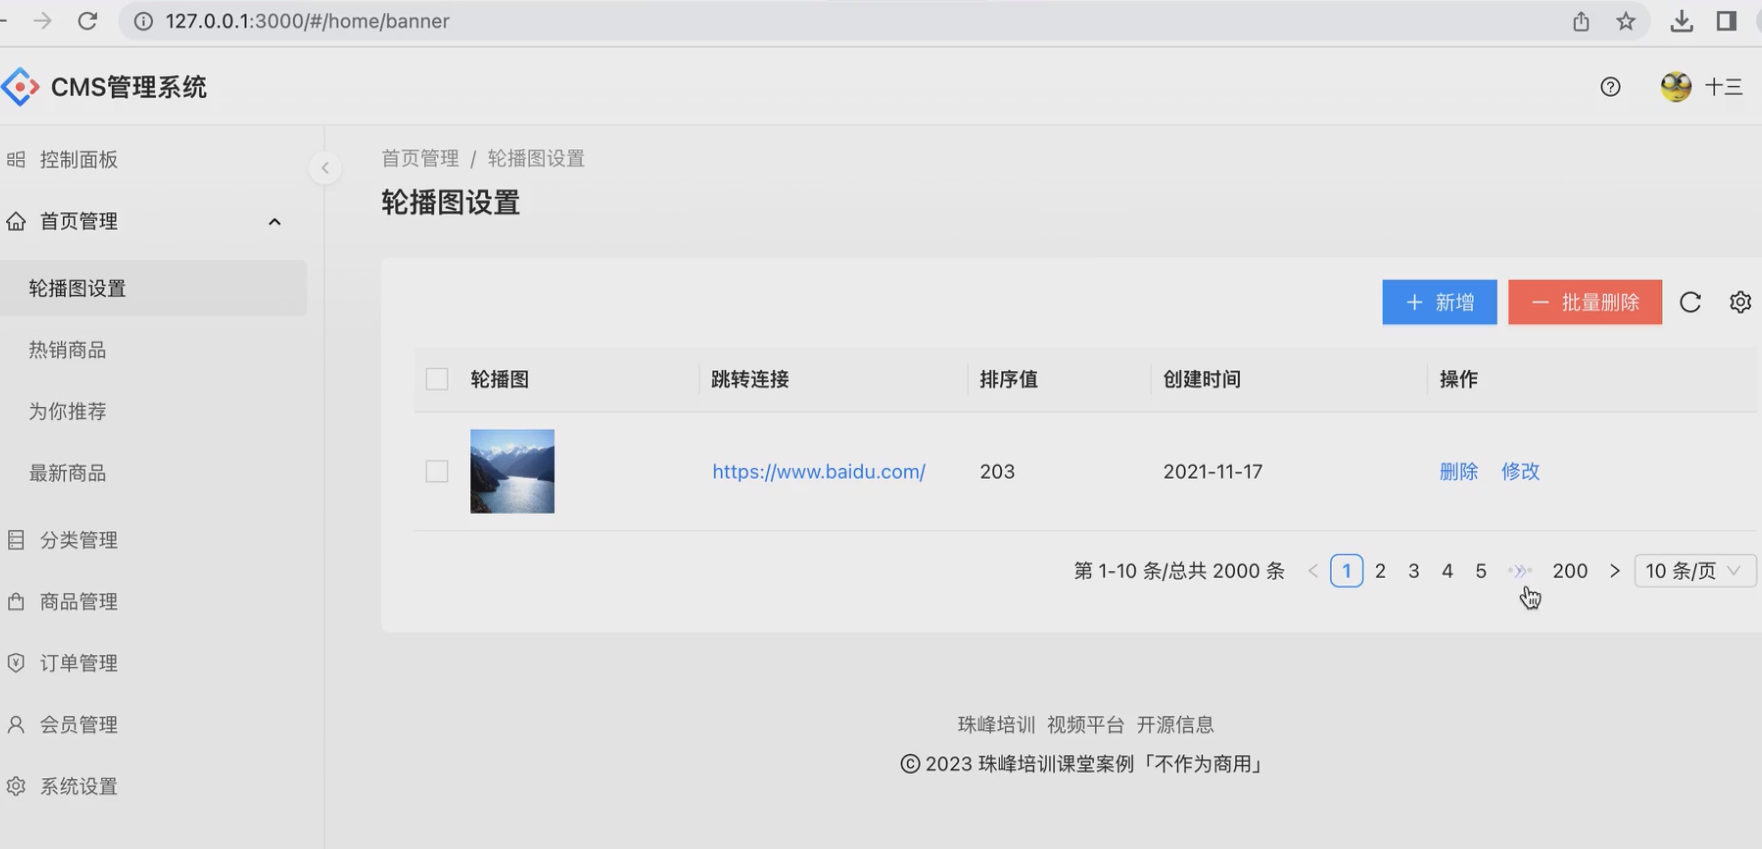 127.0.0.1:3000/#/home/banner
CMS管理系统
十三
控制面板
首页管理
轮播图设置
热销商品
为你推荐
最新商品
分类管理
商品管理
订单管理
会员管理
系统设置
首页管理 / 轮播图设置
轮播图设置
+ 新增 — 批量删除
轮播图 跳转连接 排序值 创建时间 操作
https://www.baidu.com/ 203 2021-11-17 删除 修改
第 1-10 条/总共 2000 条 < 1 2 3 4 5 200 > 10 条/页
珠峰培训 视频平台 开源信息
© 2023 珠峰培训课堂案例「不作为商用」